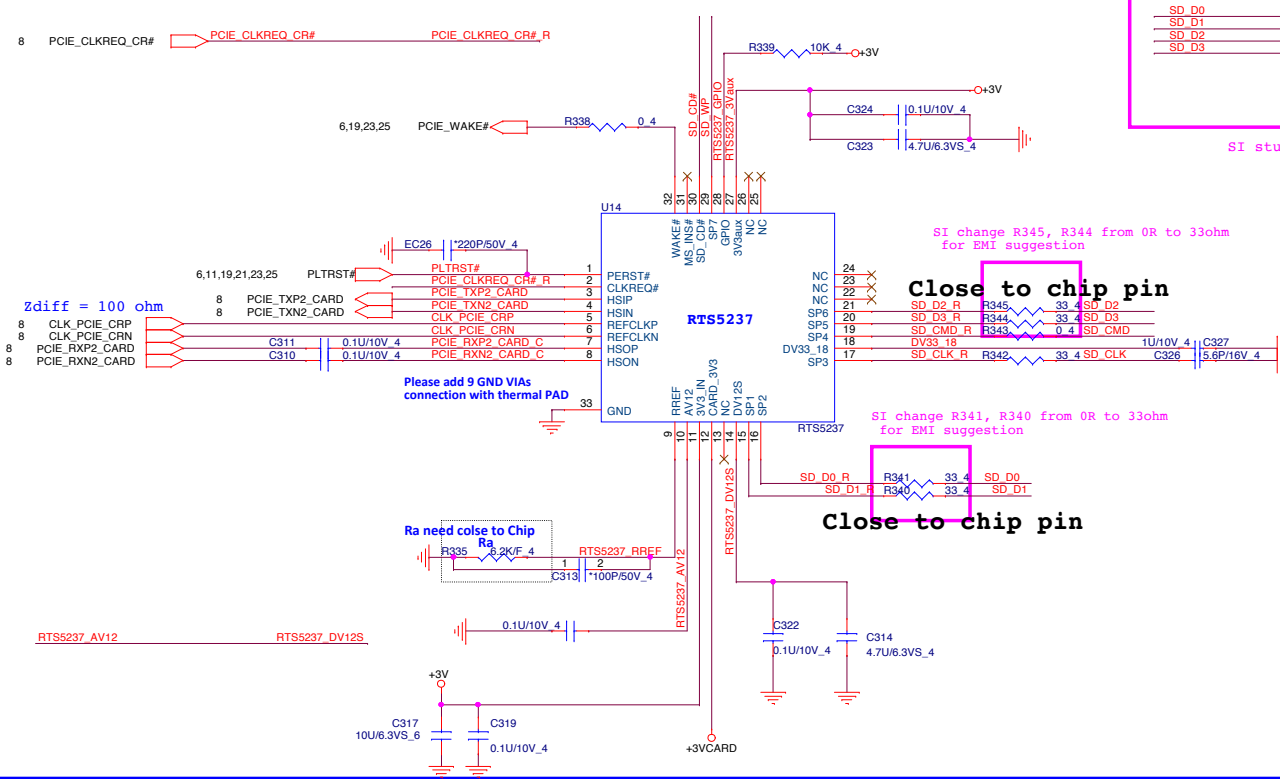 SD_D0
SD_D1
SD_D2
SD_D3
SI stu
8 PCIE_CLKREQ_CR# PCIE_CLKREQ_CR# PCIE_CLKREQ_CR#_R
R339 10K_4 +3V
+3V
C324 0.1U/10V_4
C323 4.7U/6.3VS_4
6,19,23,25 PCIE_WAKE# R338 0_4
SD_CD#
SD_WP
RTS5237_GPIO
RTS5237_3Vaux
32 31 30 29 28 27 26 25
U14
WAKE#
MS_INS#
SD_CD#
SP7
GPIO
3V3aux
NC
NC
EC26 *220P/50V_4
6,11,19,21,23,25 PLTRST# PLTRST# 1 PERST#
PCIE_CLKREQ_CR#_R 2 CLKREQ#
Zdiff = 100 ohm
8 PCIE_TXP2_CARD PCIE_TXP2_CARD 3 HSIP
8 PCIE_TXN2_CARD PCIE_TXN2_CARD 4 HSIN
8 CLK_PCIE_CRP CLK_PCIE_CRP 5 REFCLKP
8 CLK_PCIE_CRN CLK_PCIE_CRN 6 REFCLKN
8 PCIE_RXP2_CARD C311 0.1U/10V_4 PCIE_RXP2_CARD_C 7 HSOP
8 PCIE_RXN2_CARD C310 0.1U/10V_4 PCIE_RXN2_CARD_C 8 HSON
RTS5237
SI change R345, R344 from 0R to 33ohm
for EMI suggestion
Close to chip pin
NC 24
NC 23
NC 22
SP6 21 SD_D2_R R345 33_4 SD_D2
SP5 20 SD_D3_R R344 33_4 SD_D3
SP4 19 SD_CMD_R R343 0_4 SD_CMD
DV33_18 18 DV33_18 1U/10V_4 C327
SP3 17 SD_CLK_R R342 33_4 SD_CLK C326 5.6P/16V_4
Please add 9 GND VIAs
connection with thermal PAD
33 GND
RREF
AV12
3V3_IN
CARD_3V3
NC
DV12S
SP1
SP2
RTS5237
9 10 11 12 13 14 15 16
SI change R341, R340 from 0R to 33ohm
for EMI suggestion
SD_D0_R R341 33_4 SD_D0
SD_D1_R R340 33_4 SD_D1
Close to chip pin
RTS5237_DV12S
Ra need colse to Chip
Ra
R335 6.2K/F_4 RTS5237_RREF
1 2
C313 *100P/50V_4
RTS5237_AV12
0.1U/10V_4
RTS5237_AV12 RTS5237_DV12S
C322
0.1U/10V_4
C314
4.7U/6.3VS_4
+3V
C317
10U/6.3VS_6
C319
0.1U/10V_4
+3VCARD